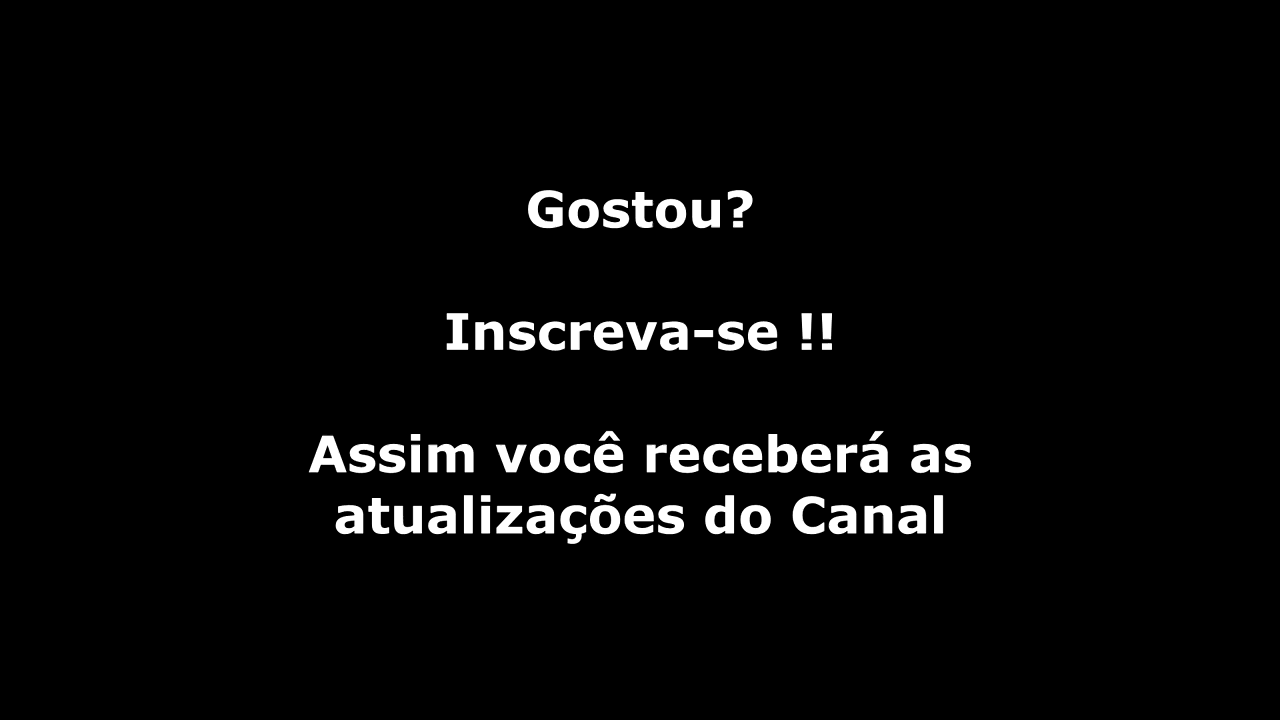 Gostou?
Inscreva-se !!
Assim você receberá as
atualizações do Canal